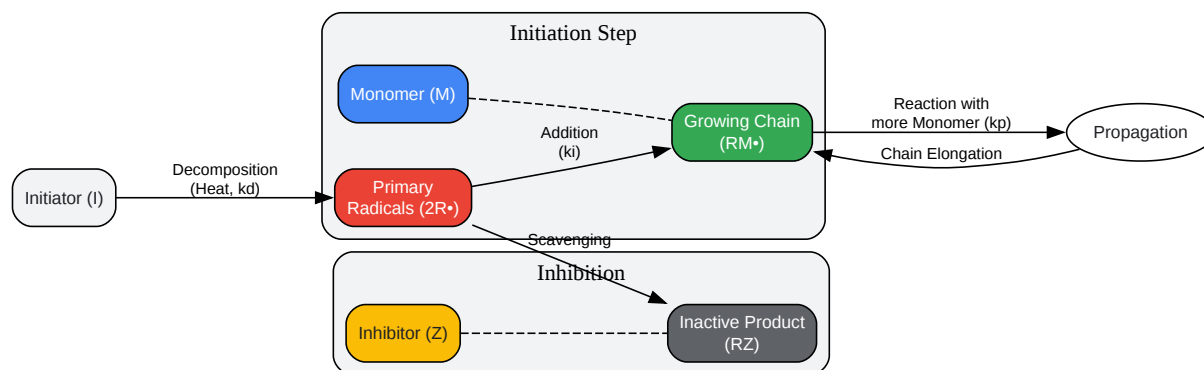 Initiation Step
Monomer (M)
Growing Chain
(RM•)
Addition
(ki)
Reaction with
more Monomer (kp)
Propagation
Chain Elongation
Decomposition
(Heat, kd)
Initiator (I)
Primary
Radicals (2R•)
Scavenging
Inhibition
Inhibitor (Z)
Inactive Product
(RZ)